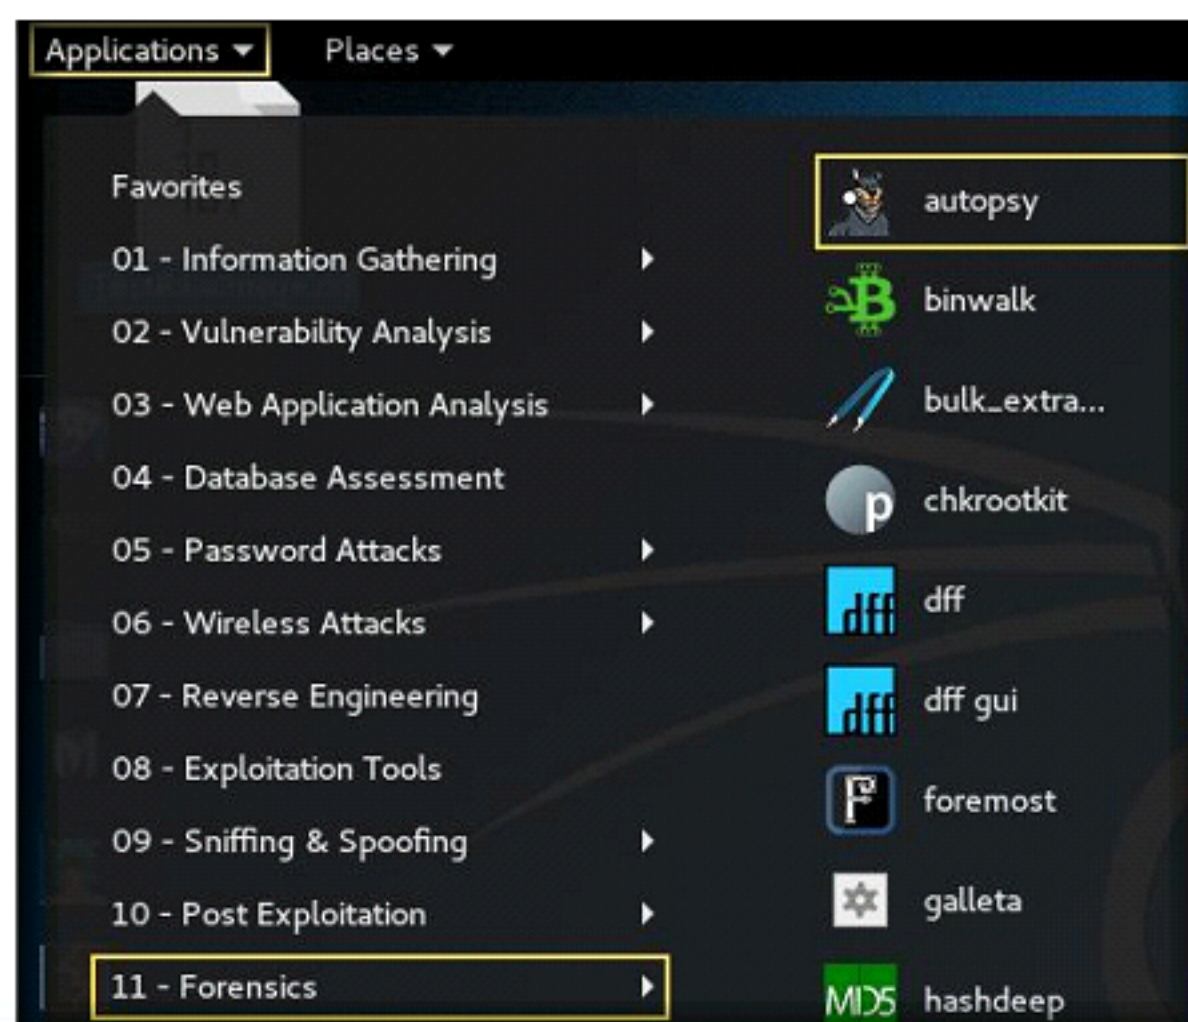 Applications Places
Favorites
01 - Information Gathering
02 - Vulnerability Analysis
03 - Web Application Analysis
04 - Database Assessment
05 - Password Attacks
06 - Wireless Attacks
07 - Reverse Engineering
08 - Exploitation Tools
09 - Sniffing & Spoofing
10 - Post Exploitation
11 - Forensics
autopsy
binwalk
bulk_extra...
chkrootkit
dff
dff gui
foremost
galleta
MD5 hashdeep